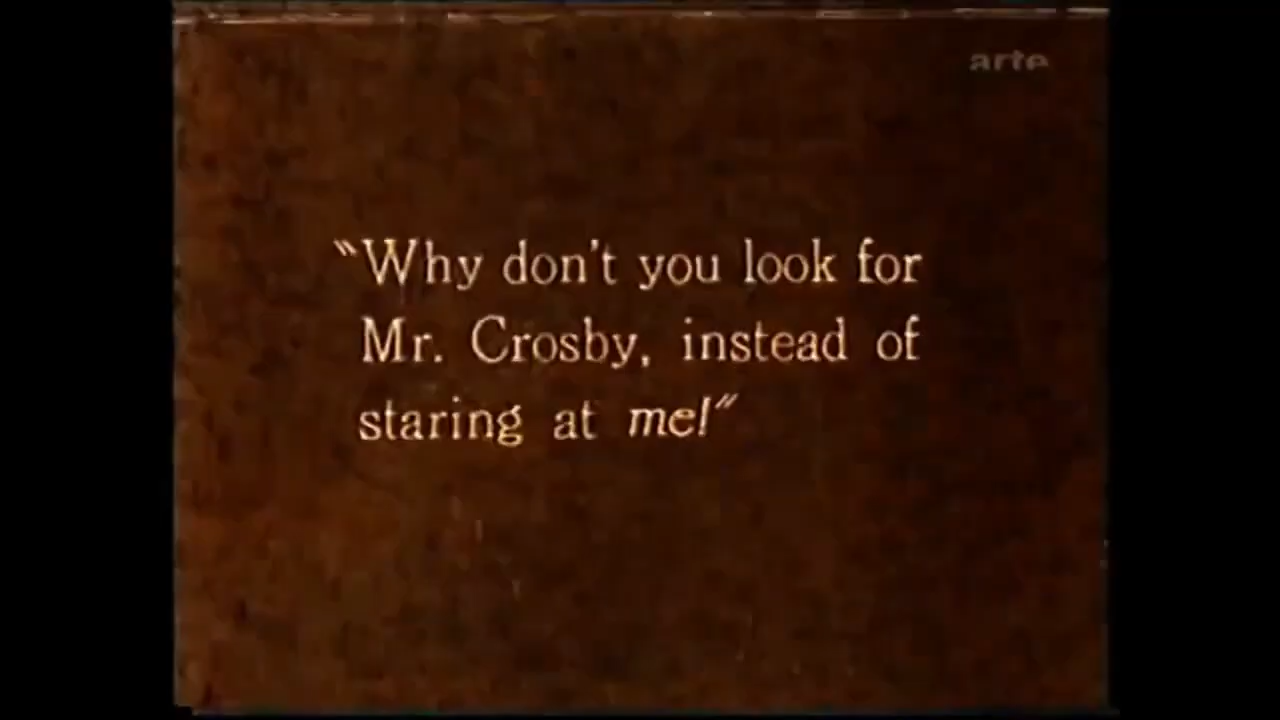 arte
"Why don't you look for
Mr. Crosby, instead of
staring at me!"